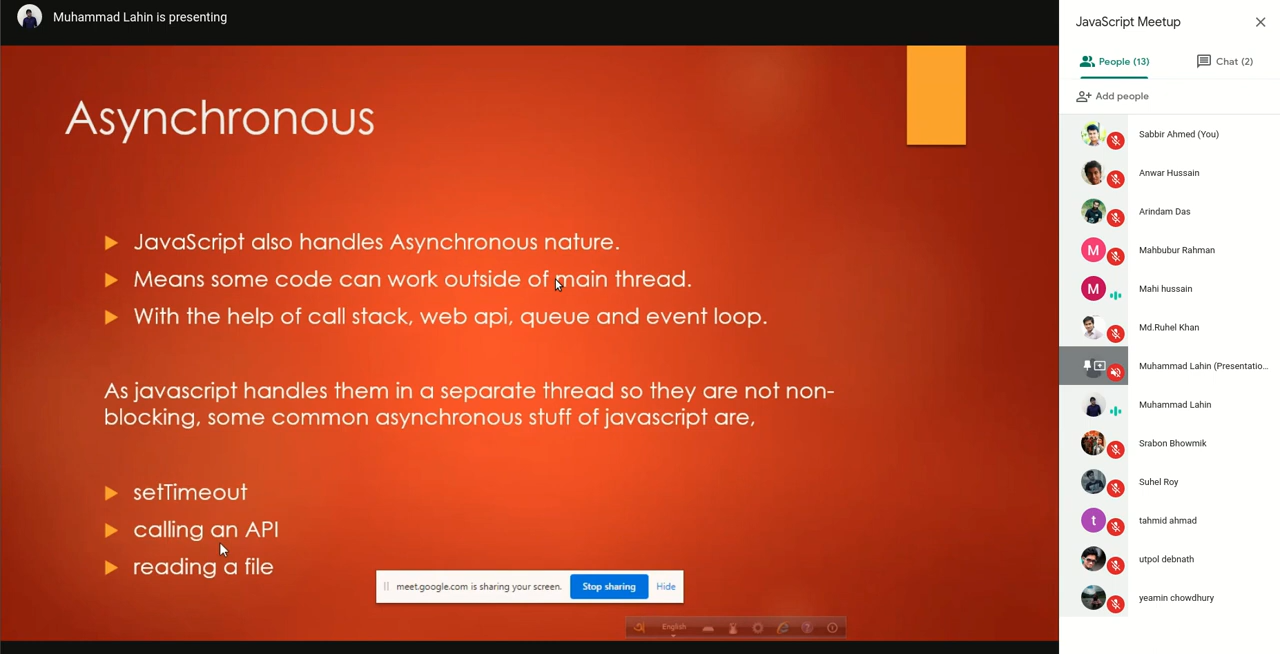 Muhammad Lahin is presenting
Asynchronous
JavaScript also handles Asynchronous nature.
Means some code can work outside of main thread.
With the help of call stack, web api, queue and event loop.
As javascript handles them in a separate thread so they are not non-
blocking, some common asynchronous stuff of javascript are,
setTimeout
calling an API
reading a file
meet.google.com is sharing your screen.
Stop sharing
Hide
English
JavaScript Meetup
People (13)
Chat (2)
Add people
Sabbir Ahmed (You)
Anwar Hussain
Arindam Das
M
Mahbubur Rahman
M
Mahi hussain
Md.Ruhel Khan
Muhammad Lahin (Presentatio...
Muhammad Lahin
Srabon Bhowmik
Suhel Roy
t
tahmid ahmad
utpol debnath
yeamin chowdhury